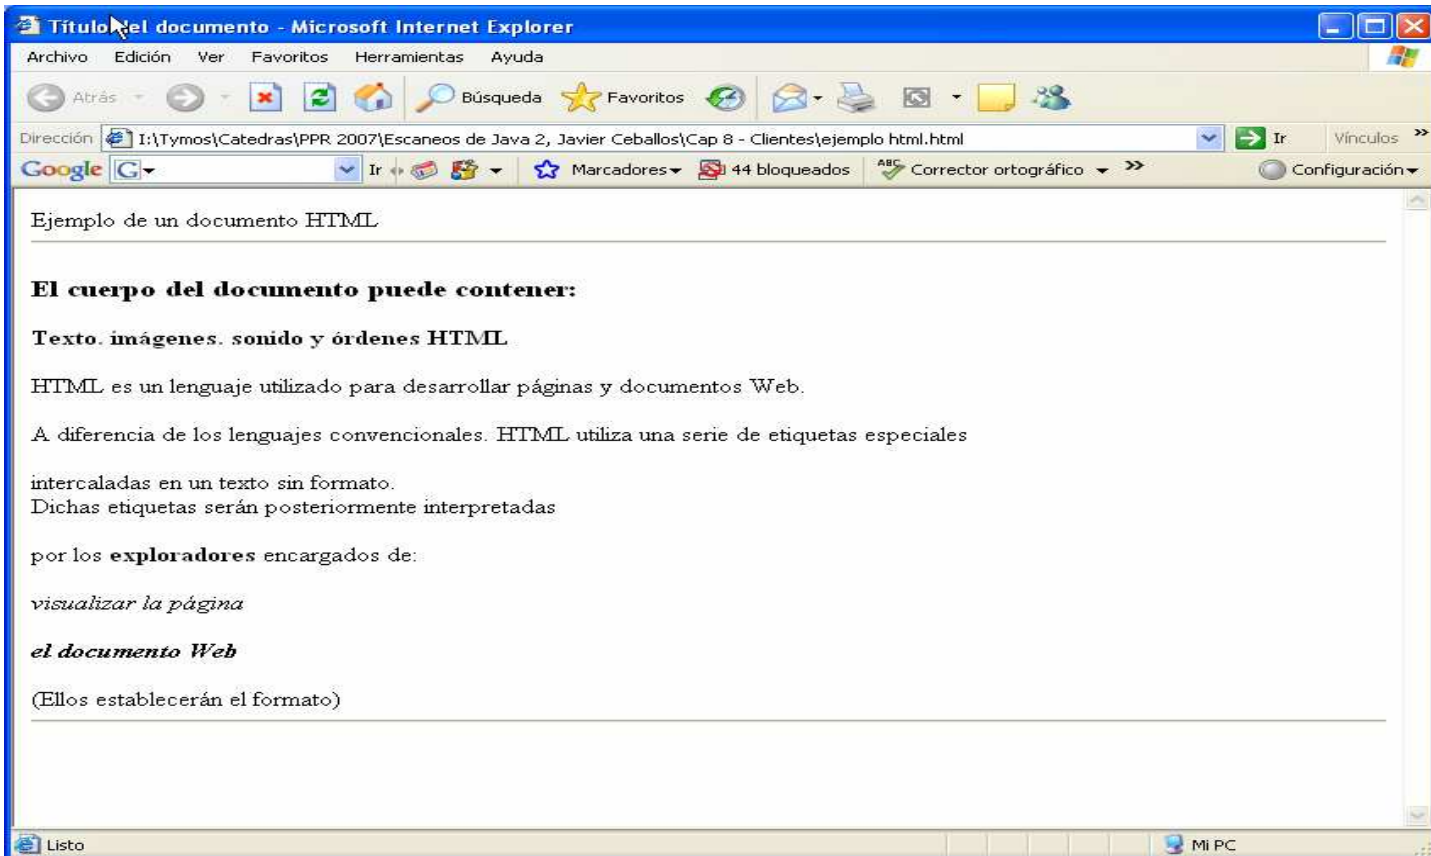 Título del documento - Microsoft Internet Explorer
Archivo Edición Ver Favoritos Herramientas Ayuda
Atrás Búsqueda Favoritos
Dirección I:\Tymos\Catedras\PPR 2007\Escaneos de Java 2, Javier Ceballos\Cap 8 - Clientes\ejemplo html.html Ir Vínculos »
Google G Ir Marcadores 44 bloqueados ABC Corrector ortográfico » Configuración
Ejemplo de un documento HTML
El cuerpo del documento puede contener:
Texto. imágenes. sonido y órdenes HTML
HTML es un lenguaje utilizado para desarrollar páginas y documentos Web.
A diferencia de los lenguajes convencionales. HTML utiliza una serie de etiquetas especiales
intercaladas en un texto sin formato.
Dichas etiquetas serán posteriormente interpretadas
por los exploradores encargados de:
visualizar la página
el documento Web
(Ellos establecerán el formato)
Listo Mi PC